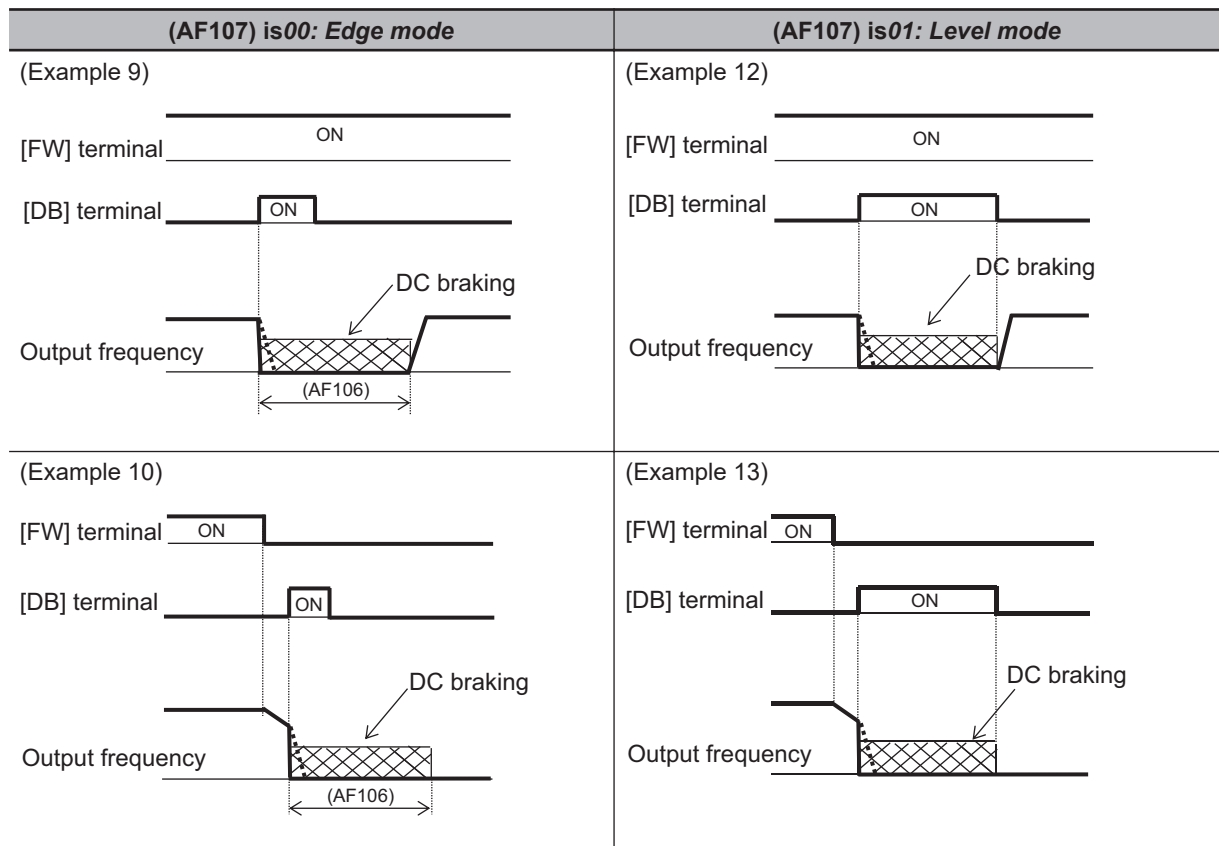 (AF107) is00: Edge mode
(AF107) is01: Level mode
(Example 9)
[FW] terminal
ON
[DB] terminal
ON
DC braking
Output frequency
(AF106)
(Example 12)
[FW] terminal
ON
[DB] terminal
ON
DC braking
Output frequency
(Example 10)
[FW] terminal
ON
[DB] terminal
ON
DC braking
Output frequency
(AF106)
(Example 13)
[FW] terminal
ON
[DB] terminal
ON
DC braking
Output frequency